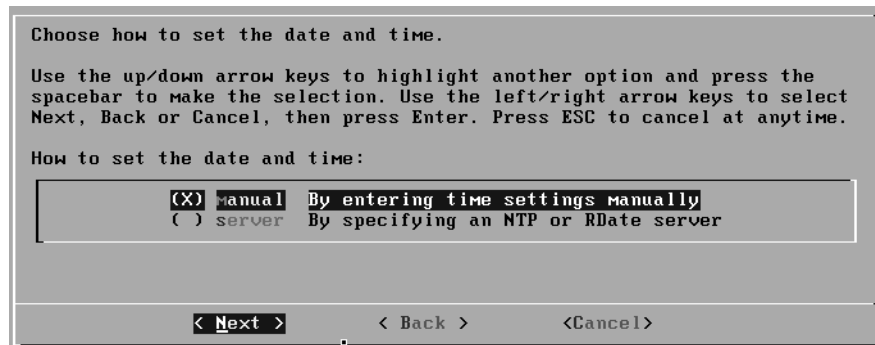 Choose how to set the date and time.
Use the up/down arrow keys to highlight another option and press the
spacebar to make the selection. Use the left/right arrow keys to select
Next, Back or Cancel, then press Enter. Press ESC to cancel at anytime.
How to set the date and time:
(X) manual By entering time settings manually
( ) server By specifying an NTP or RDate server
< Next > < Back > <Cancel>